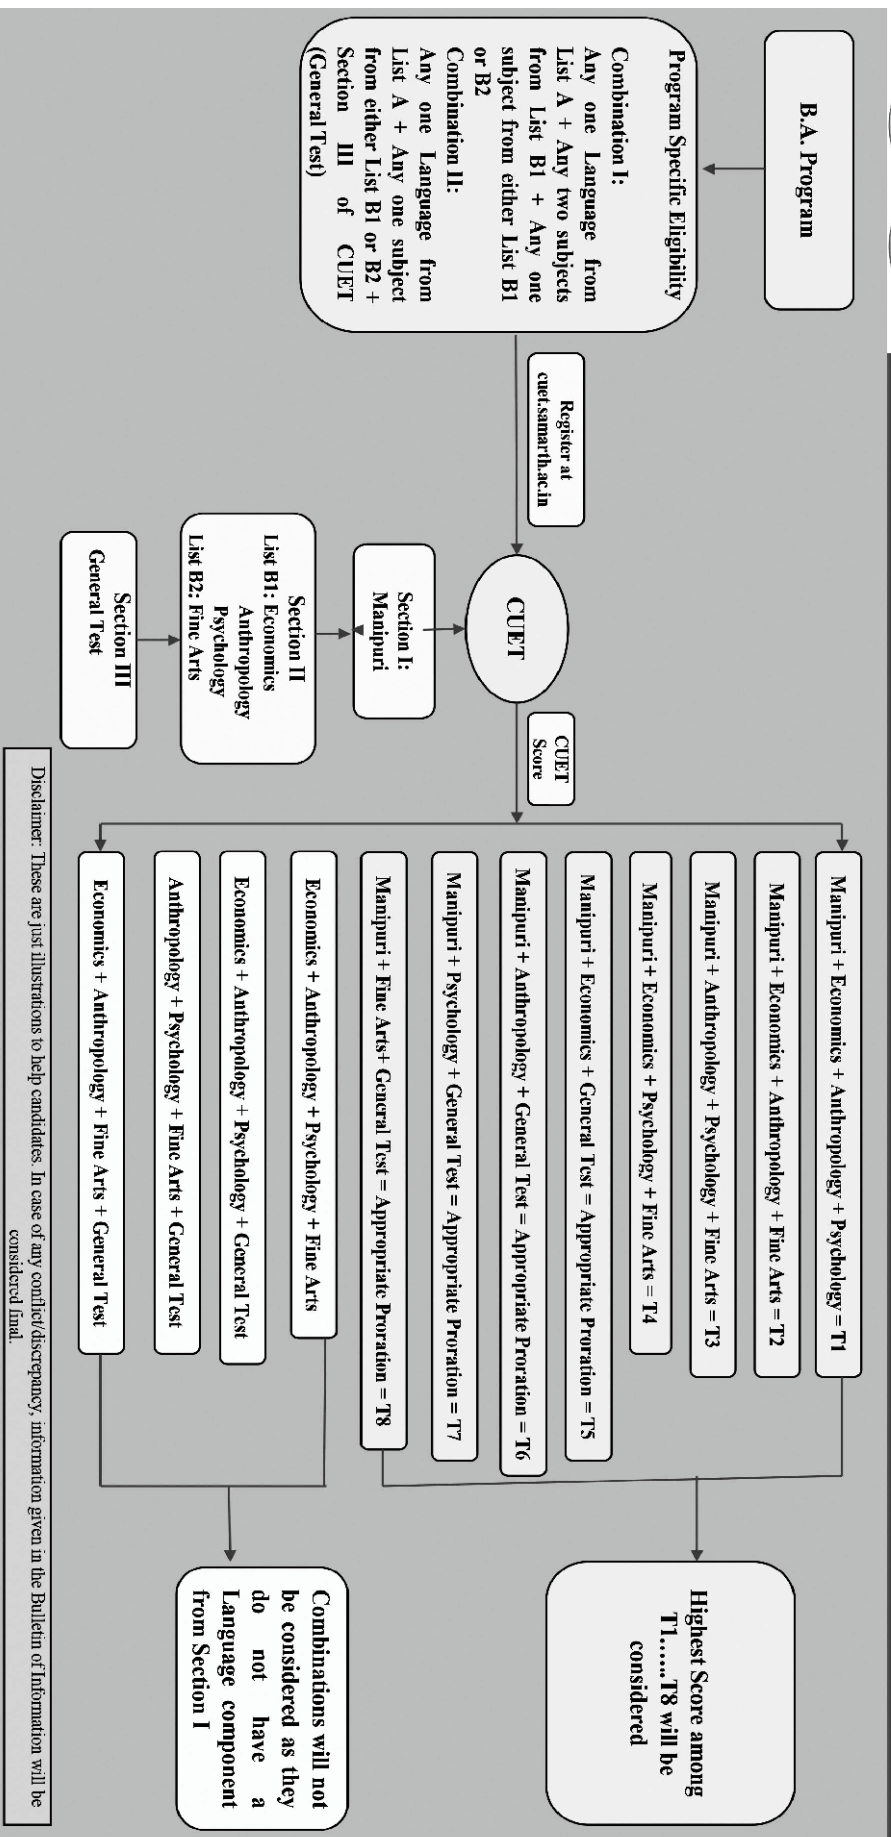 B.A. Program
Program Specific Eligibility
Combination I:
Any one Language from
List A + Any two subjects
from List B1 + Any one
subject from either List B1
or B2
Combination II:
Any one Language from
List A + Any one subject
from either List B1 or B2 +
Section III of CUET
(General Test)
Register at
cuet.samarth.ac.in
CUET
Section I:
Manipuri
Section II
List B1: Economics
Anthropology
Psychology
List B2: Fine Arts
Section III
General Test
CUET
Score
Manipuri + Economics + Anthropology + Psychology = T1
Manipuri + Economics + Anthropology + Fine Arts = T2
Manipuri + Anthropology + Psychology + Fine Arts = T3
Manipuri + Economics + Psychology + Fine Arts = T4
Manipuri + Economics + General Test = Appropriate Proration = T5
Manipuri + Anthropology + General Test = Appropriate Proration = T6
Manipuri + Psychology + General Test = Appropriate Proration = T7
Manipuri + Fine Arts+ General Test = Appropriate Proration = T8
Economics + Anthropology + Psychology + Fine Arts
Economics + Anthropology + Psychology + General Test
Anthropology + Psychology + Fine Arts + General Test
Economics + Anthropology + Fine Arts + General Test
Highest Score among
T1......T8 will be
considered
Combinations will not
be considered as they
do not have a
Language component
from Section I
Disclaimer: These are just illustrations to help candidates. In case of any conflict/discrepancy, information given in the Bulletin of Information will be
considered final.